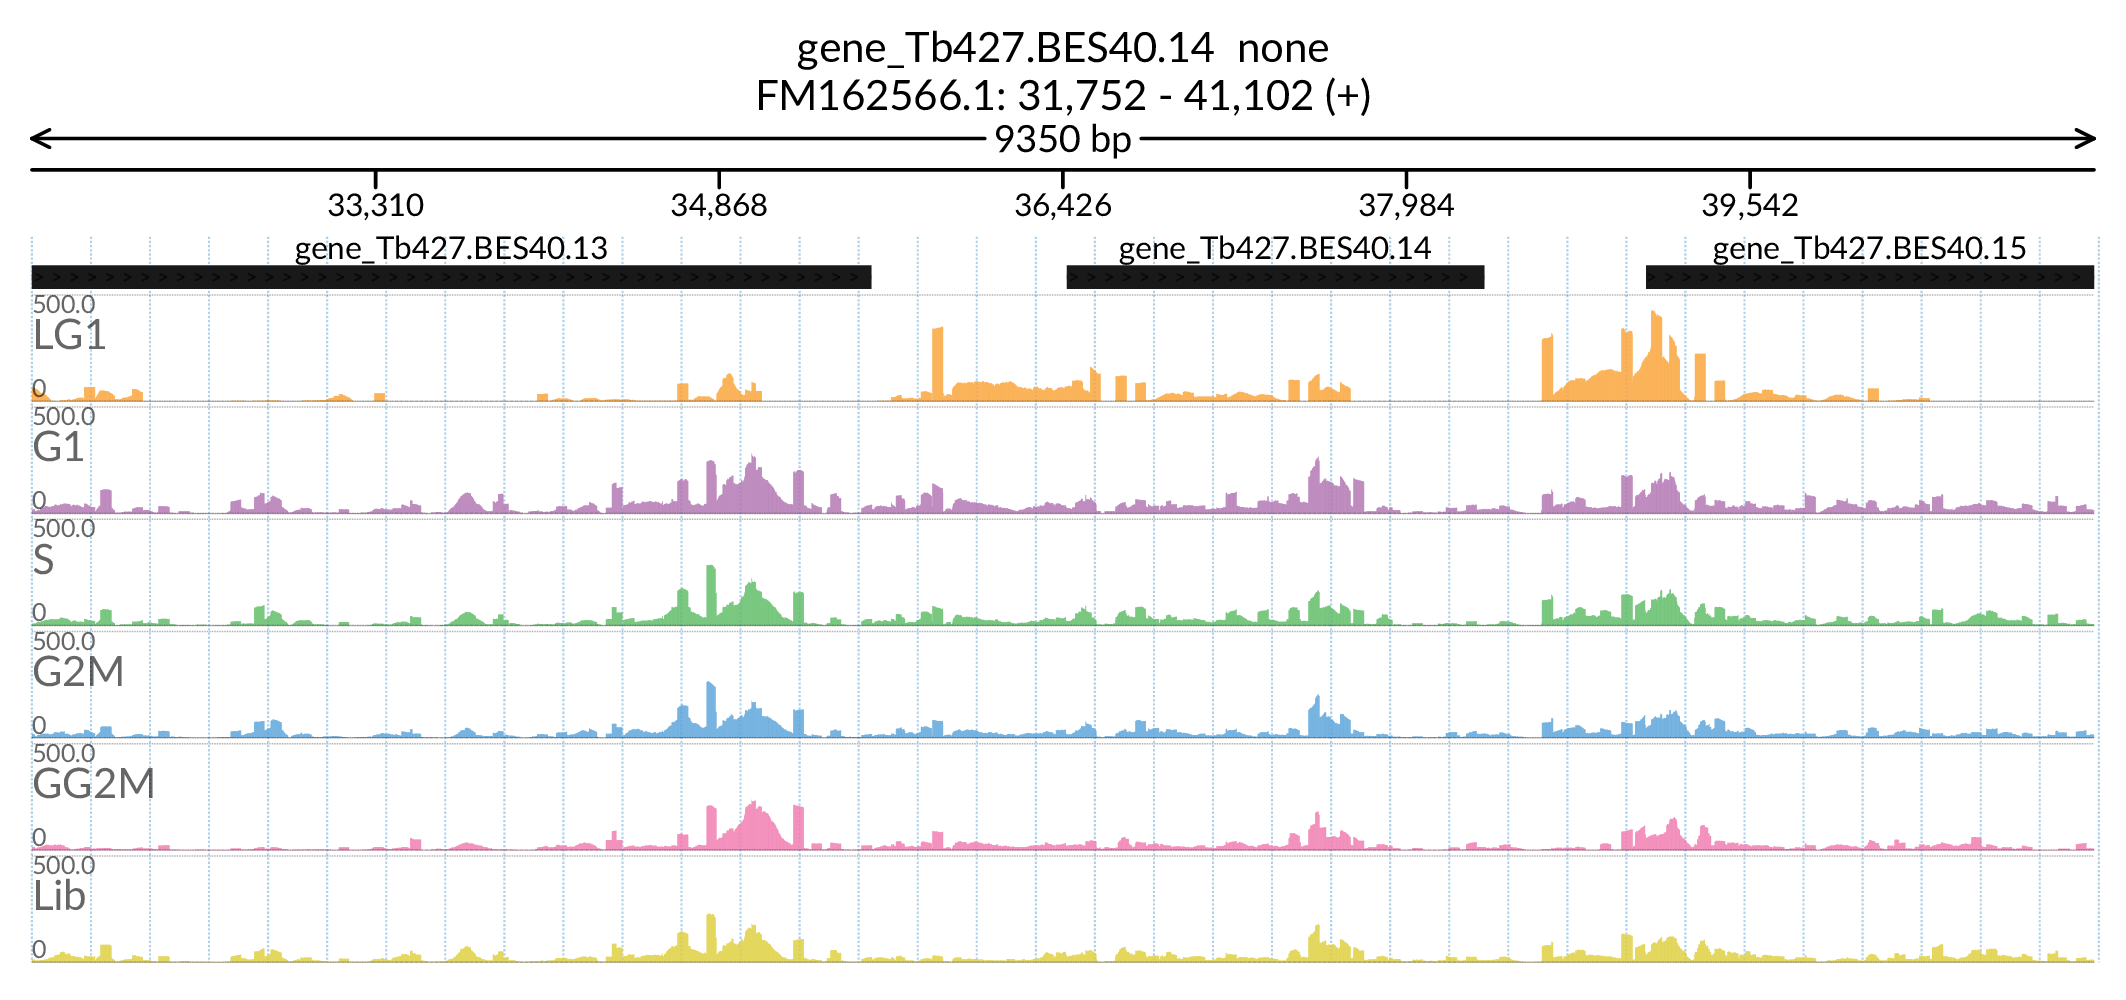 gene_Tb427.BES40.14 none
FM162566.1: 31,752 - 41,102 (+)
9350 bp
33,310 34,868 36,426 37,984 39,542
gene_Tb427.BES40.13 gene_Tb427.BES40.14 gene_Tb427.BES40.15
500.0
LG1
0
500.0
G1
0
500.0
S
0
500.0
G2M
0
500.0
GG2M
0
500.0
Lib
0